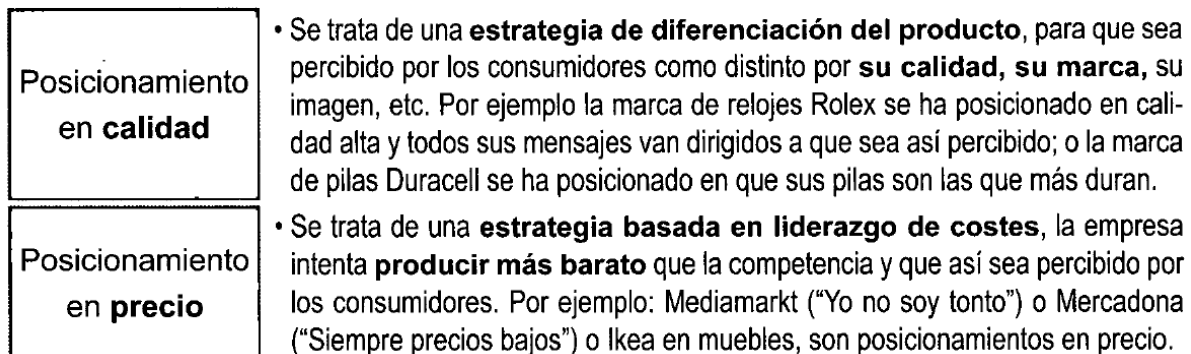 Posicionamiento
en calidad
• Se trata de una estrategia de diferenciación del producto, para que sea
percibido por los consumidores como distinto por su calidad, su marca, su
imagen, etc. Por ejemplo la marca de relojes Rolex se ha posicionado en cali-
dad alta y todos sus mensajes van dirigidos a que sea así percibido; o la marca
de pilas Duracell se ha posicionado en que sus pilas son las que más duran.
Posicionamiento
en precio
• Se trata de una estrategia basada en liderazgo de costes, la empresa
intenta producir más barato que la competencia y que así sea percibido por
los consumidores. Por ejemplo: Mediamarkt (“Yo no soy tonto”) o Mercadona
(“Siempre precios bajos”) o Ikea en muebles, son posicionamientos en precio.